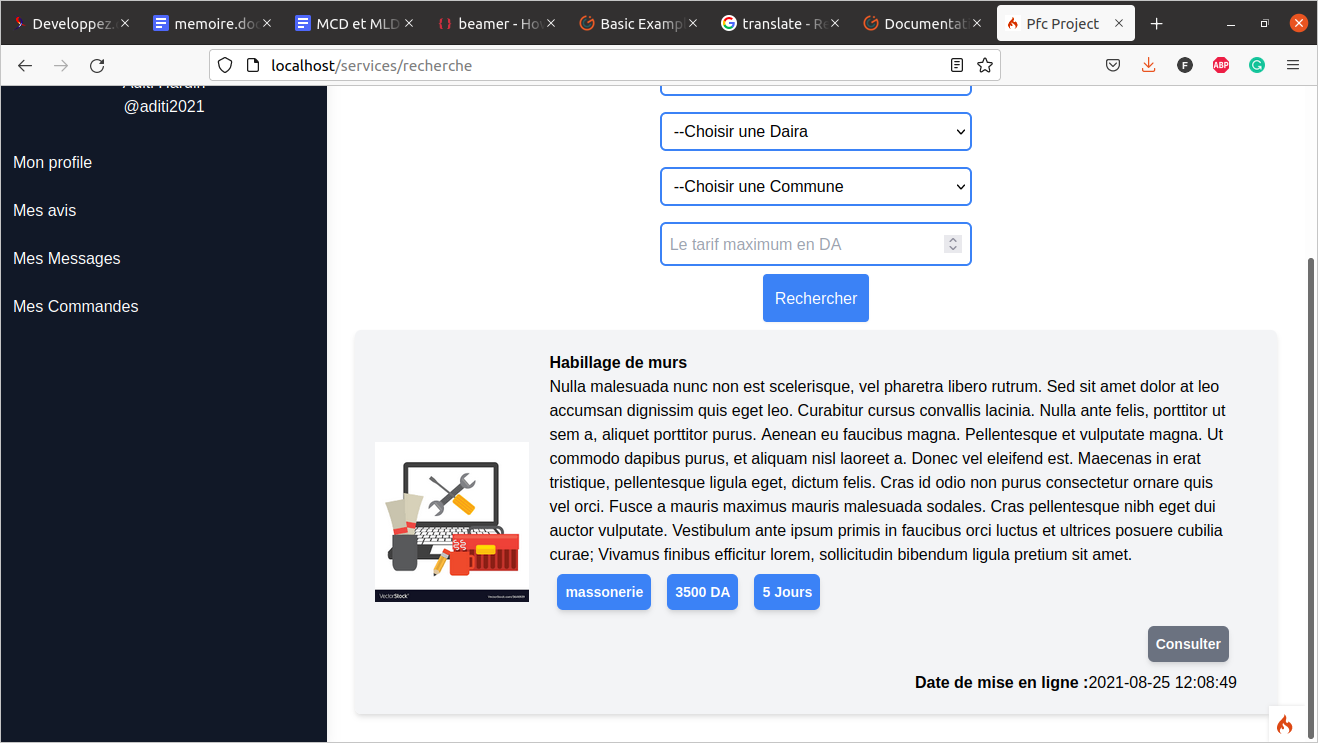 Developpez.
memoire.do
MCD et MLD
beamer - Ho
Basic Examp
translate - R
Documentat
Pfc Project
localhost/services/recherche
ABP
@aditi2021
Mon profile
Mes avis
Mes Messages
Mes Commandes
--Choisir une Daira
--Choisir une Commune
Le tarif maximum en DA
Rechercher
Habillage de murs
Nulla malesuada nunc non est scelerisque, vel pharetra libero rutrum. Sed sit amet dolor at leo
accumsan dignissim quis eget leo. Curabitur cursus convallis lacinia. Nulla ante felis, porttitor ut
sem a, aliquet porttitor purus. Aenean eu faucibus magna. Pellentesque et vulputate magna. Ut
commodo dapibus purus, et aliquam nisl laoreet a. Donec vel eleifend est. Maecenas in erat
tristique, pellentesque ligula eget, dictum felis. Cras id odio non purus consectetur ornare quis
vel orci. Fusce a mauris maximus mauris malesuada sodales. Cras pellentesque nibh eget dui
auctor vulputate. Vestibulum ante ipsum primis in faucibus orci luctus et ultrices posuere cubilia
curae; Vivamus finibus efficitur lorem, sollicitudin bibendum ligula pretium sit amet.
VectorStock
massonerie
3500 DA
5 Jours
Consulter
Date de mise en ligne :2021-08-25 12:08:49